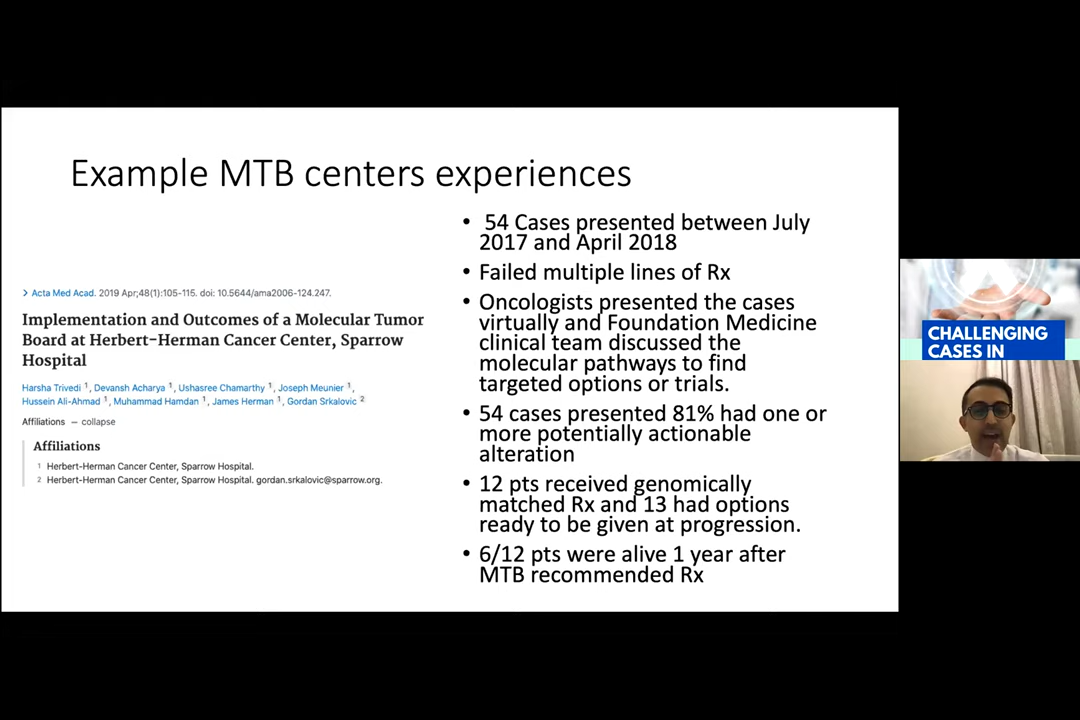 Example MTB centers experiences
> Acta Med Acad. 2019 Apr;48(1):105-115. doi: 10.5644/ama2006-124.247.
Implementation and Outcomes of a Molecular Tumor
Board at Herbert-Herman Cancer Center, Sparrow
Hospital
Harsha Trivedi 1, Devansh Acharya 1, Ushasree Chamarthy 1, Joseph Meunier 1,
Hussein Ali-Ahmad 1, Muhammad Hamdan 1, James Herman 1, Gordan Srkalovic 2
Affiliations — collapse
Affiliations
1 Herbert-Herman Cancer Center, Sparrow Hospital.
2 Herbert-Herman Cancer Center, Sparrow Hospital. gordan.srkalovic@sparrow.org.
• 54 Cases presented between July
2017 and April 2018
• Failed multiple lines of Rx
• Oncologists presented the cases
virtually and Foundation Medicine
clinical team discussed the
molecular pathways to find
targeted options or trials.
• 54 cases presented 81% had one or
more potentially actionable
alteration
• 12 pts received genomically
matched Rx and 13 had options
ready to be given at progression.
• 6/12 pts were alive 1 year after
MTB recommended Rx
CHALLENGING
CASES IN